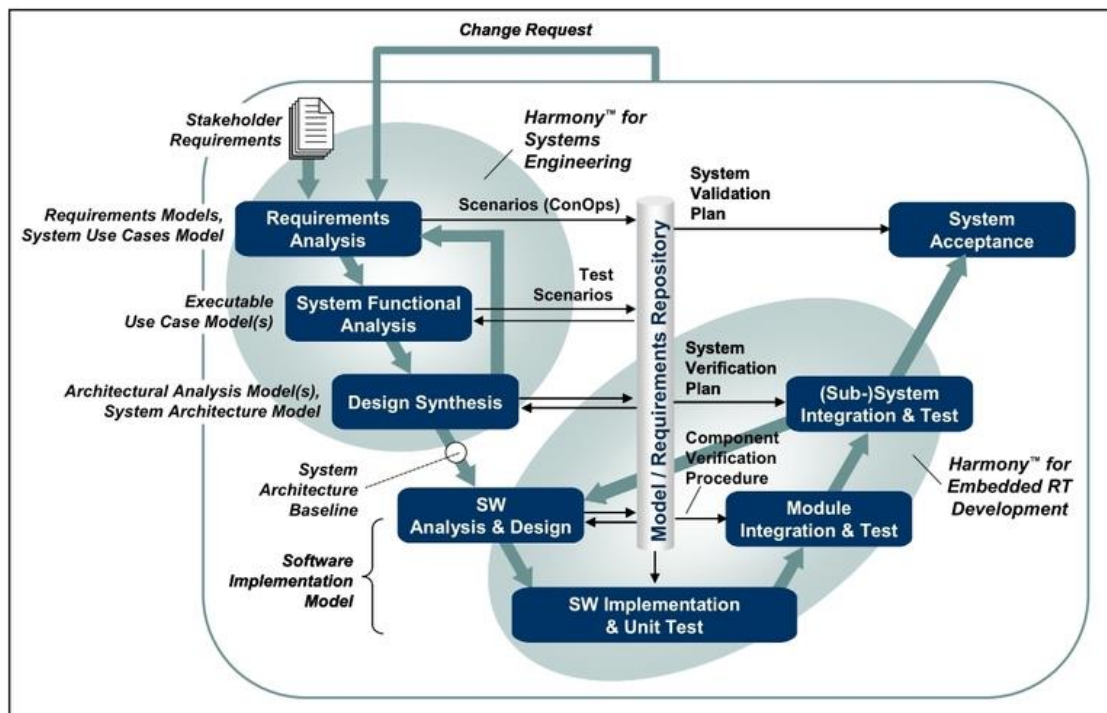 Change Request
Stakeholder
Requirements
Harmony™ for
Systems
Engineering
Requirements Models,
System Use Cases Model
Requirements
Analysis
Scenarios (ConOps)
System
Validation
Plan
System
Acceptance
Executable
Use Case Model(s)
System Functional
Analysis
Test
Scenarios
Model / Requirements Repository
Architectural Analysis Model(s),
System Architecture Model
Design Synthesis
System
Verification
Plan
(Sub-)System
Integration & Test
System
Architecture
Baseline
SW
Analysis & Design
Component
Verification
Procedure
Module
Integration & Test
Harmony™ for
Embedded RT
Development
Software
Implementation
Model
SW Implementation
& Unit Test